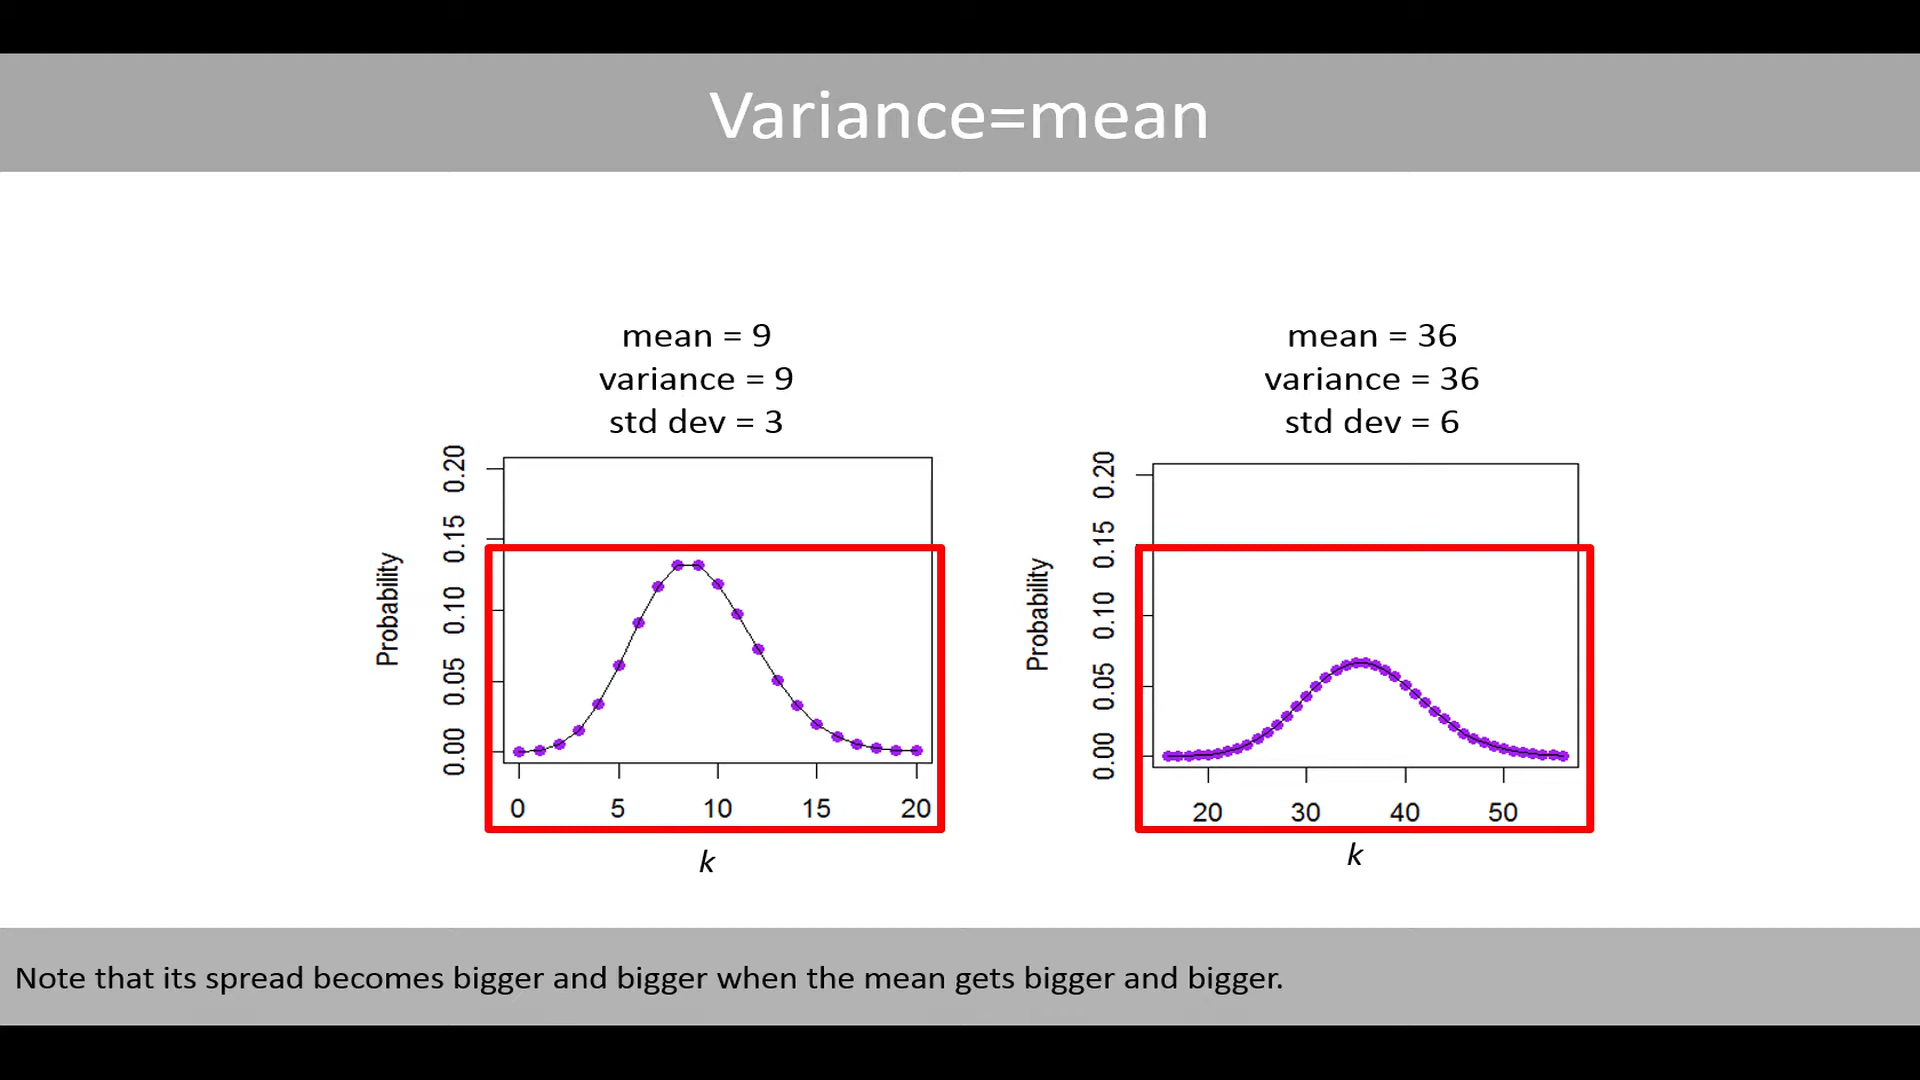 Variance=mean
mean = 9
variance = 9
std dev = 3
0.20
0.15
0.10
0.05
0.00
Probability
0 5 10 15 20
k
mean = 36
variance = 36
std dev = 6
0.20
0.15
0.10
0.05
0.00
Probability
20 30 40 50
k
Note that its spread becomes bigger and bigger when the mean gets bigger and bigger.